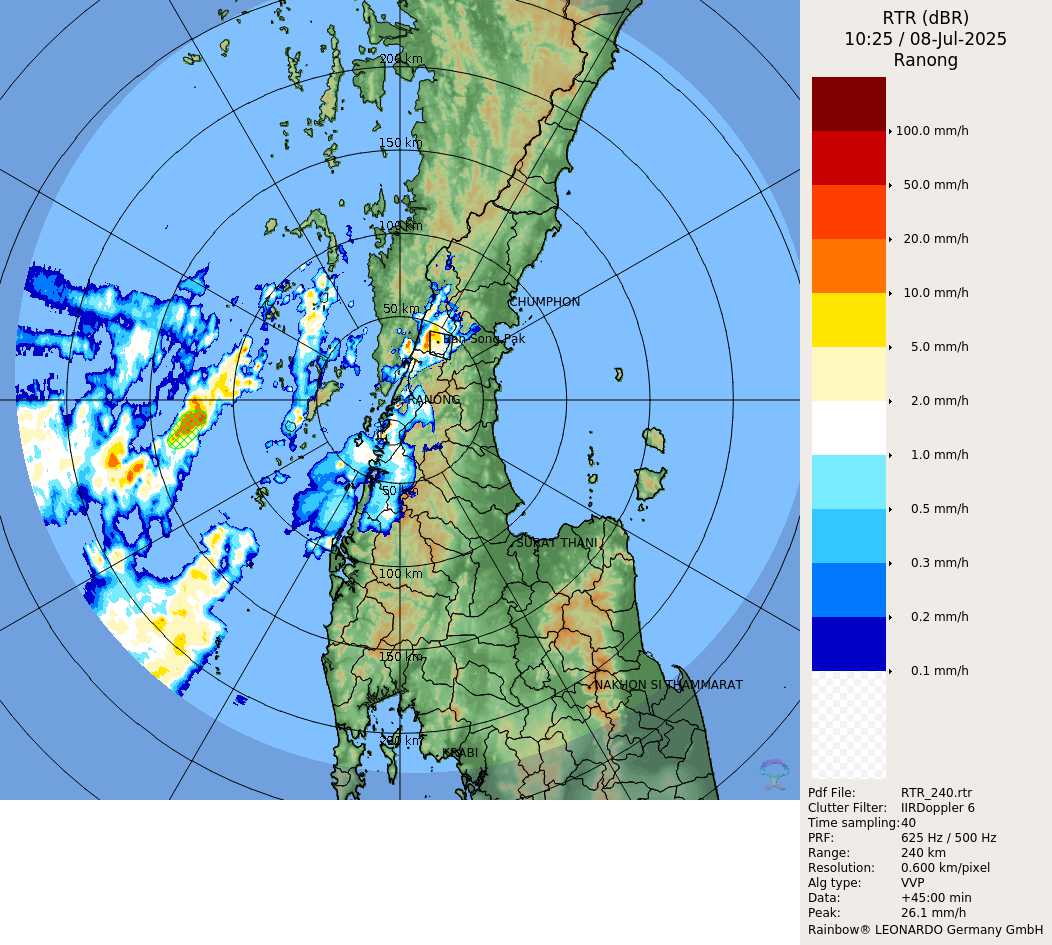 RTR (dBR)
10:25 / 08-Jul-2025
Ranong
100.0 mm/h
50.0 mm/h
20.0 mm/h
10.0 mm/h
5.0 mm/h
2.0 mm/h
1.0 mm/h
0.5 mm/h
0.3 mm/h
0.2 mm/h
0.1 mm/h
Pdf File: RTR_240.rtr
Clutter Filter: IIRDoppler 6
Time sampling: 40
PRF: 625 Hz / 500 Hz
Range: 240 km
Resolution: 0.600 km/pixel
Alg type: VVP
Data: +45:00 min
Peak: 26.1 mm/h
Rainbow® LEONARDO Germany GmbH
200 km
150 km
100 km
50 km
CHUMPHON
Ban Song Pak
RANONG
50 km
SURAT THANI
100 km
150 km
NAKHON SI THAMMARAT
200 km
KRABI